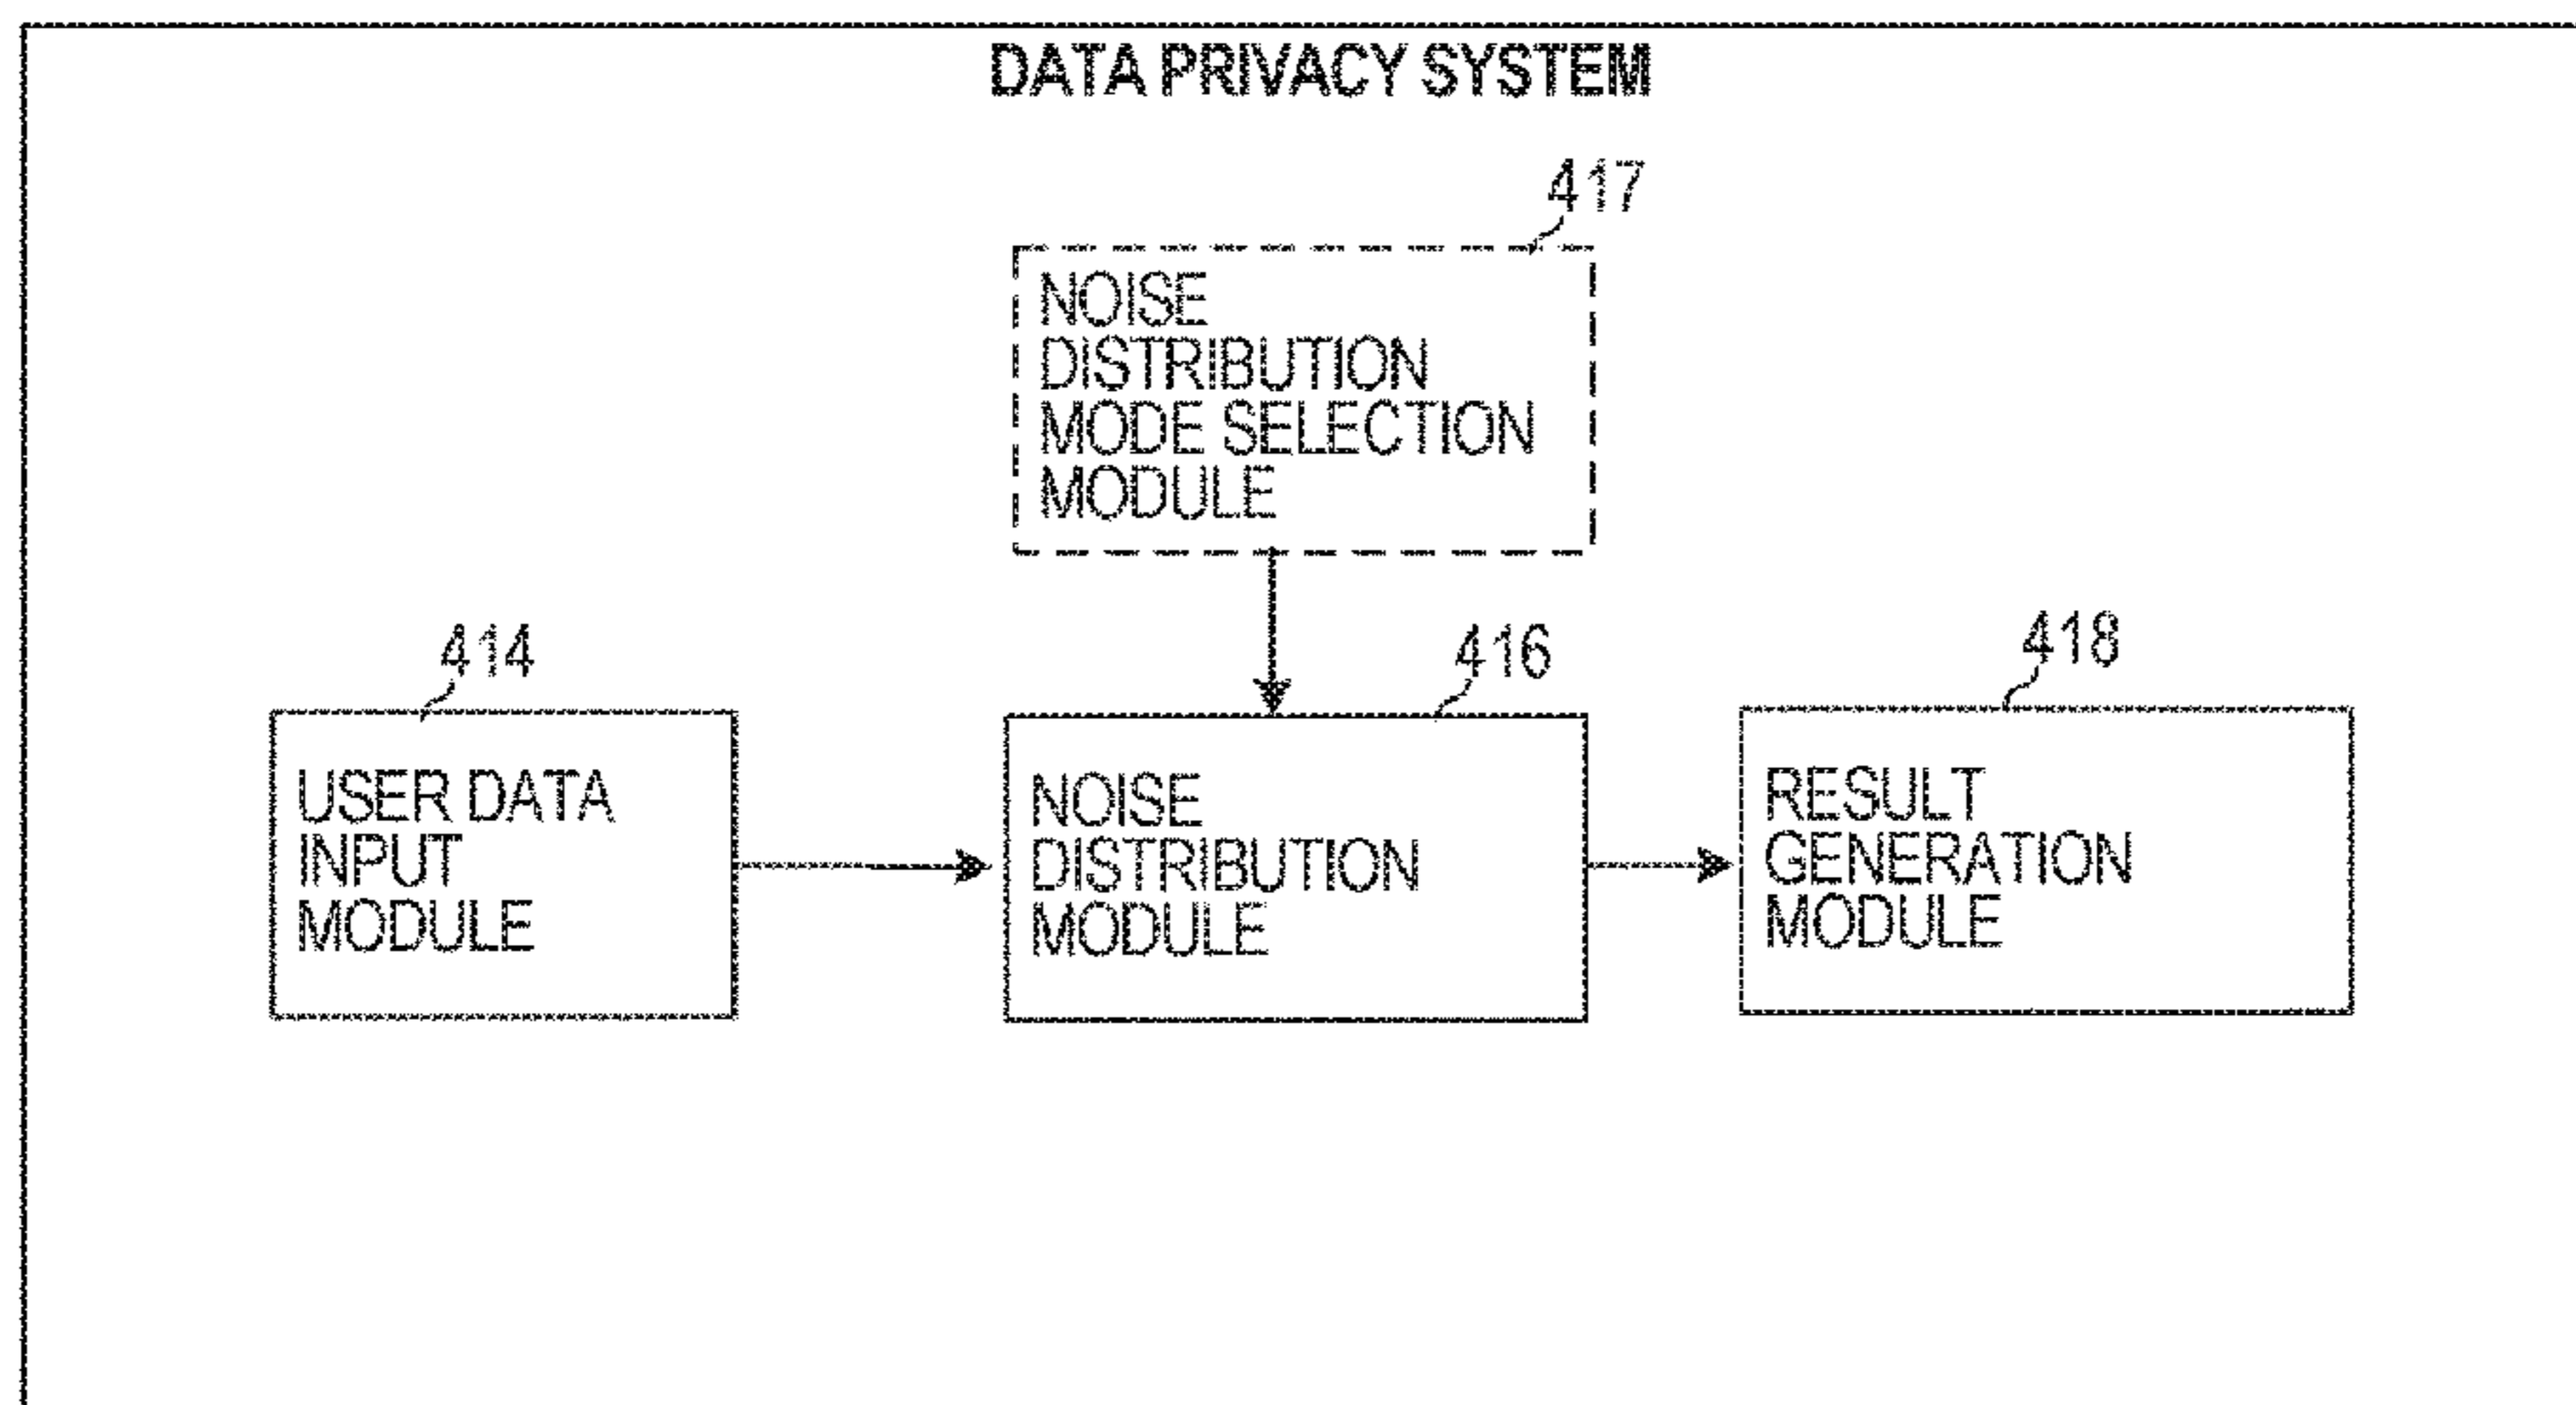 DATA PRIVACY SYSTEM
417
NOISE
DISTRIBUTION
MODE SELECTION
MODULE
414
USER DATA
INPUT
MODULE
416
NOISE
DISTRIBUTION
MODULE
418
RESULT
GENERATION
MODULE